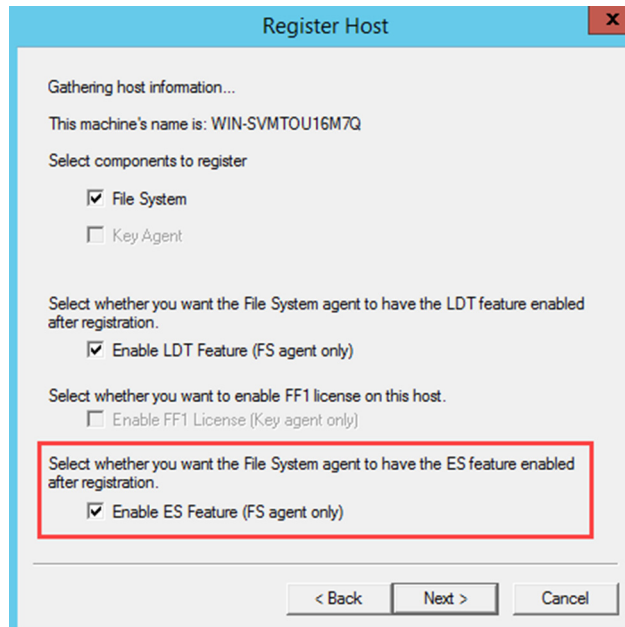 Register Host
x
Gathering host information...
This machine's name is: WIN-SVMTOU16M7Q
Select components to register
File System
Key Agent
Select whether you want the File System agent to have the LDT feature enabled
after registration.
Enable LDT Feature (FS agent only)
Select whether you want to enable FF1 license on this host.
Enable FF1 License (Key agent only)
Select whether you want the File System agent to have the ES feature enabled
after registration.
Enable ES Feature (FS agent only)
< Back Next > Cancel